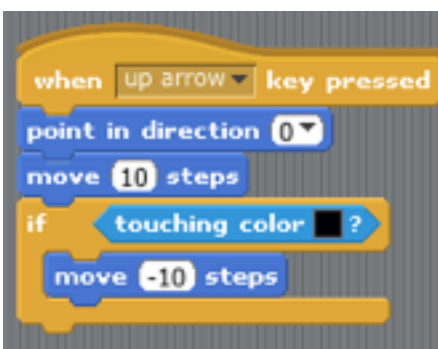 when up arrow key pressed
point in direction 0
move 10 steps
if touching color ?
move -10 steps